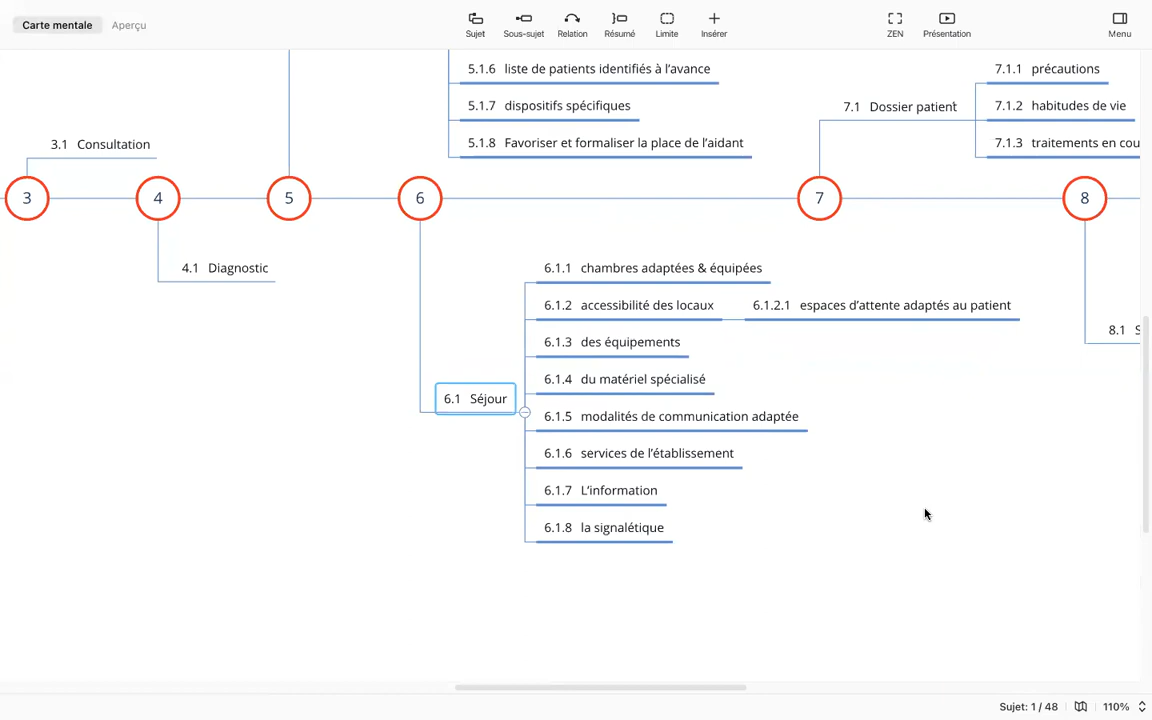 Carte mentale
Aperçu
Sujet
Sous-sujet
Relation
Résumé
Limite
Insérer
ZEN
Présentation
Menu
5.1.6 liste de patients identifiés à l’avance
5.1.7 dispositifs spécifiques
5.1.8 Favoriser et formaliser la place de l’aidant
7.1 Dossier patient
7.1.1 précautions
7.1.2 habitudes de vie
7.1.3 traitements en cou
3.1 Consultation
3
4
5
6
7
8
4.1 Diagnostic
6.1 Séjour
6.1.1 chambres adaptées & équipées
6.1.2 accessibilité des locaux
6.1.2.1 espaces d’attente adaptés au patient
6.1.3 des équipements
6.1.4 du matériel spécialisé
6.1.5 modalités de communication adaptée
6.1.6 services de l’établissement
6.1.7 L’information
6.1.8 la signalétique
8.1 S
Sujet: 1 / 48
110%